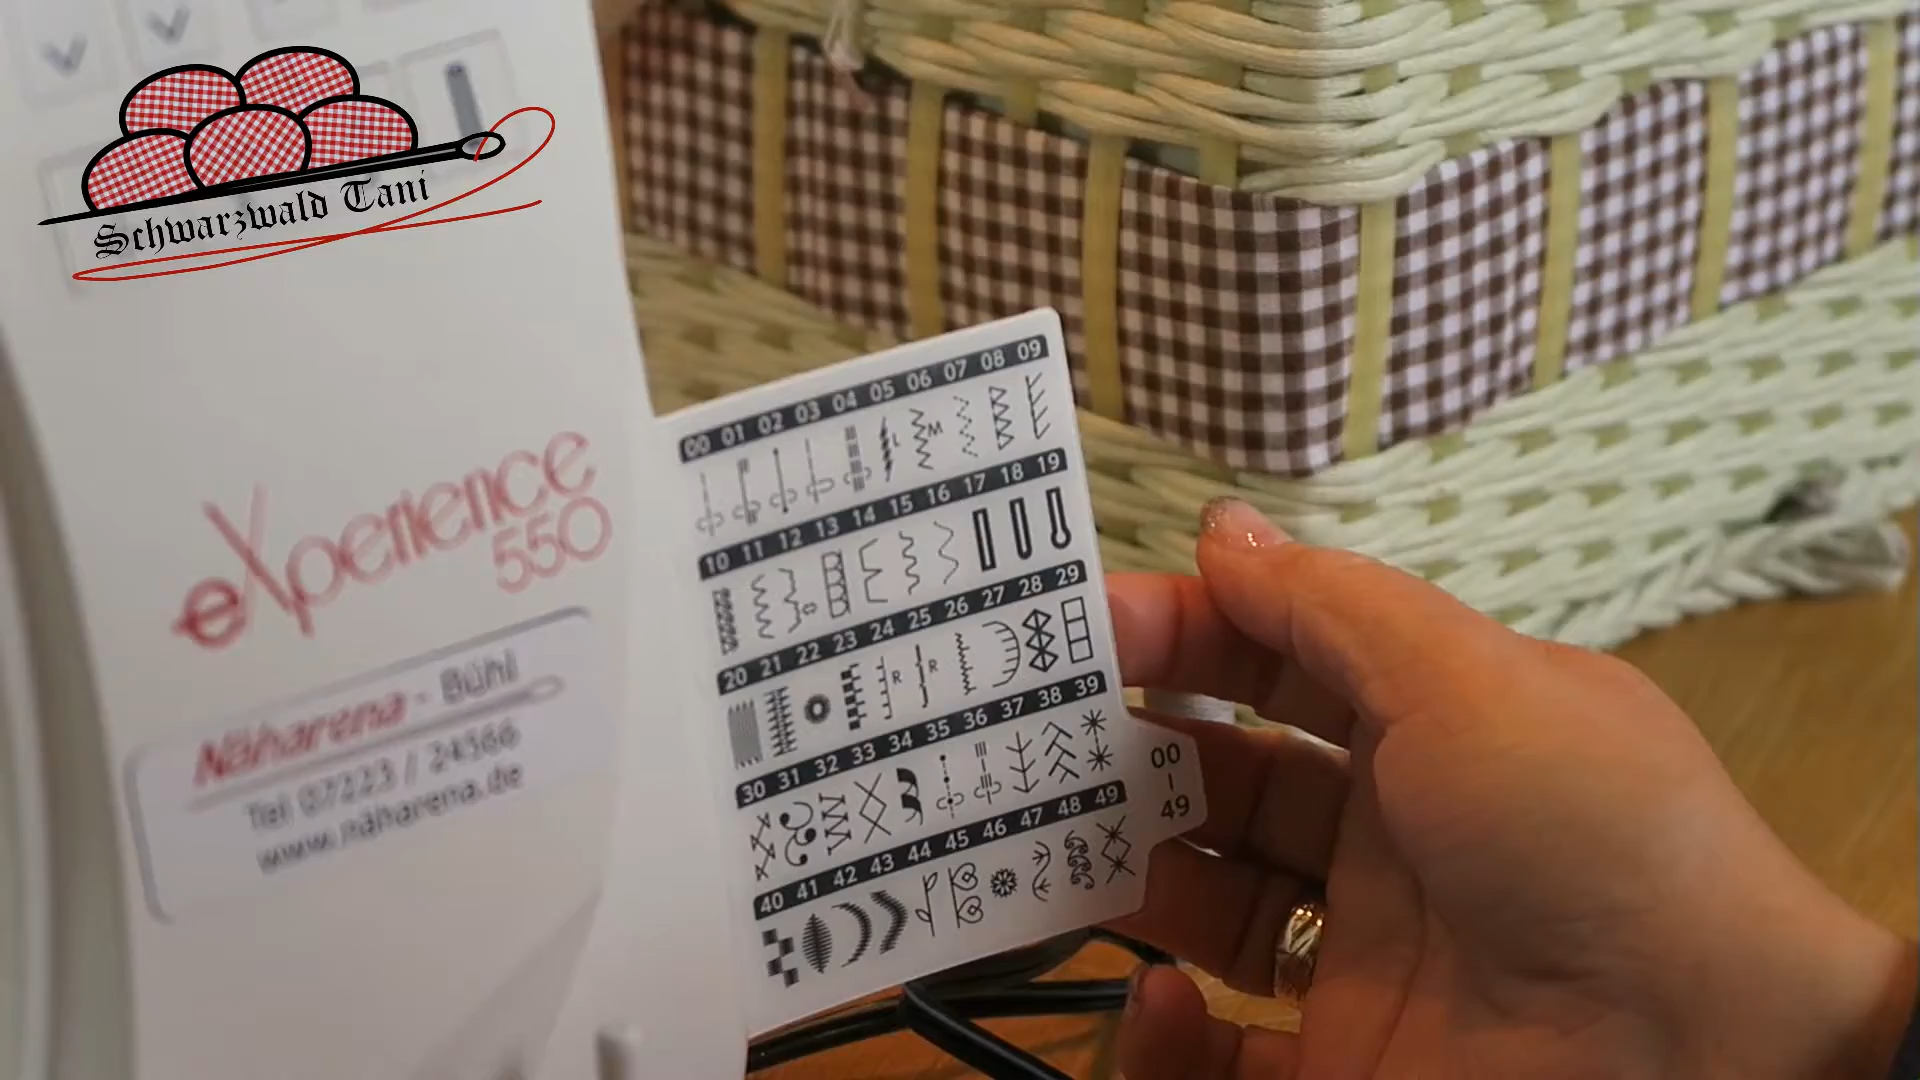 Schwarzwald Tani
eXperience
550
Näharena - Bühl
Tel 07223 / 24366
www.näharena.de
00 01 02 03 04 05 06 07 08 09
L M
10 11 12 13 14 15 16 17 18 19
20 21 22 23 24 25 26 27 28 29
R R
30 31 32 33 34 35 36 37 38 39
40 41 42 43 44 45 46 47 48 49
00
–
49